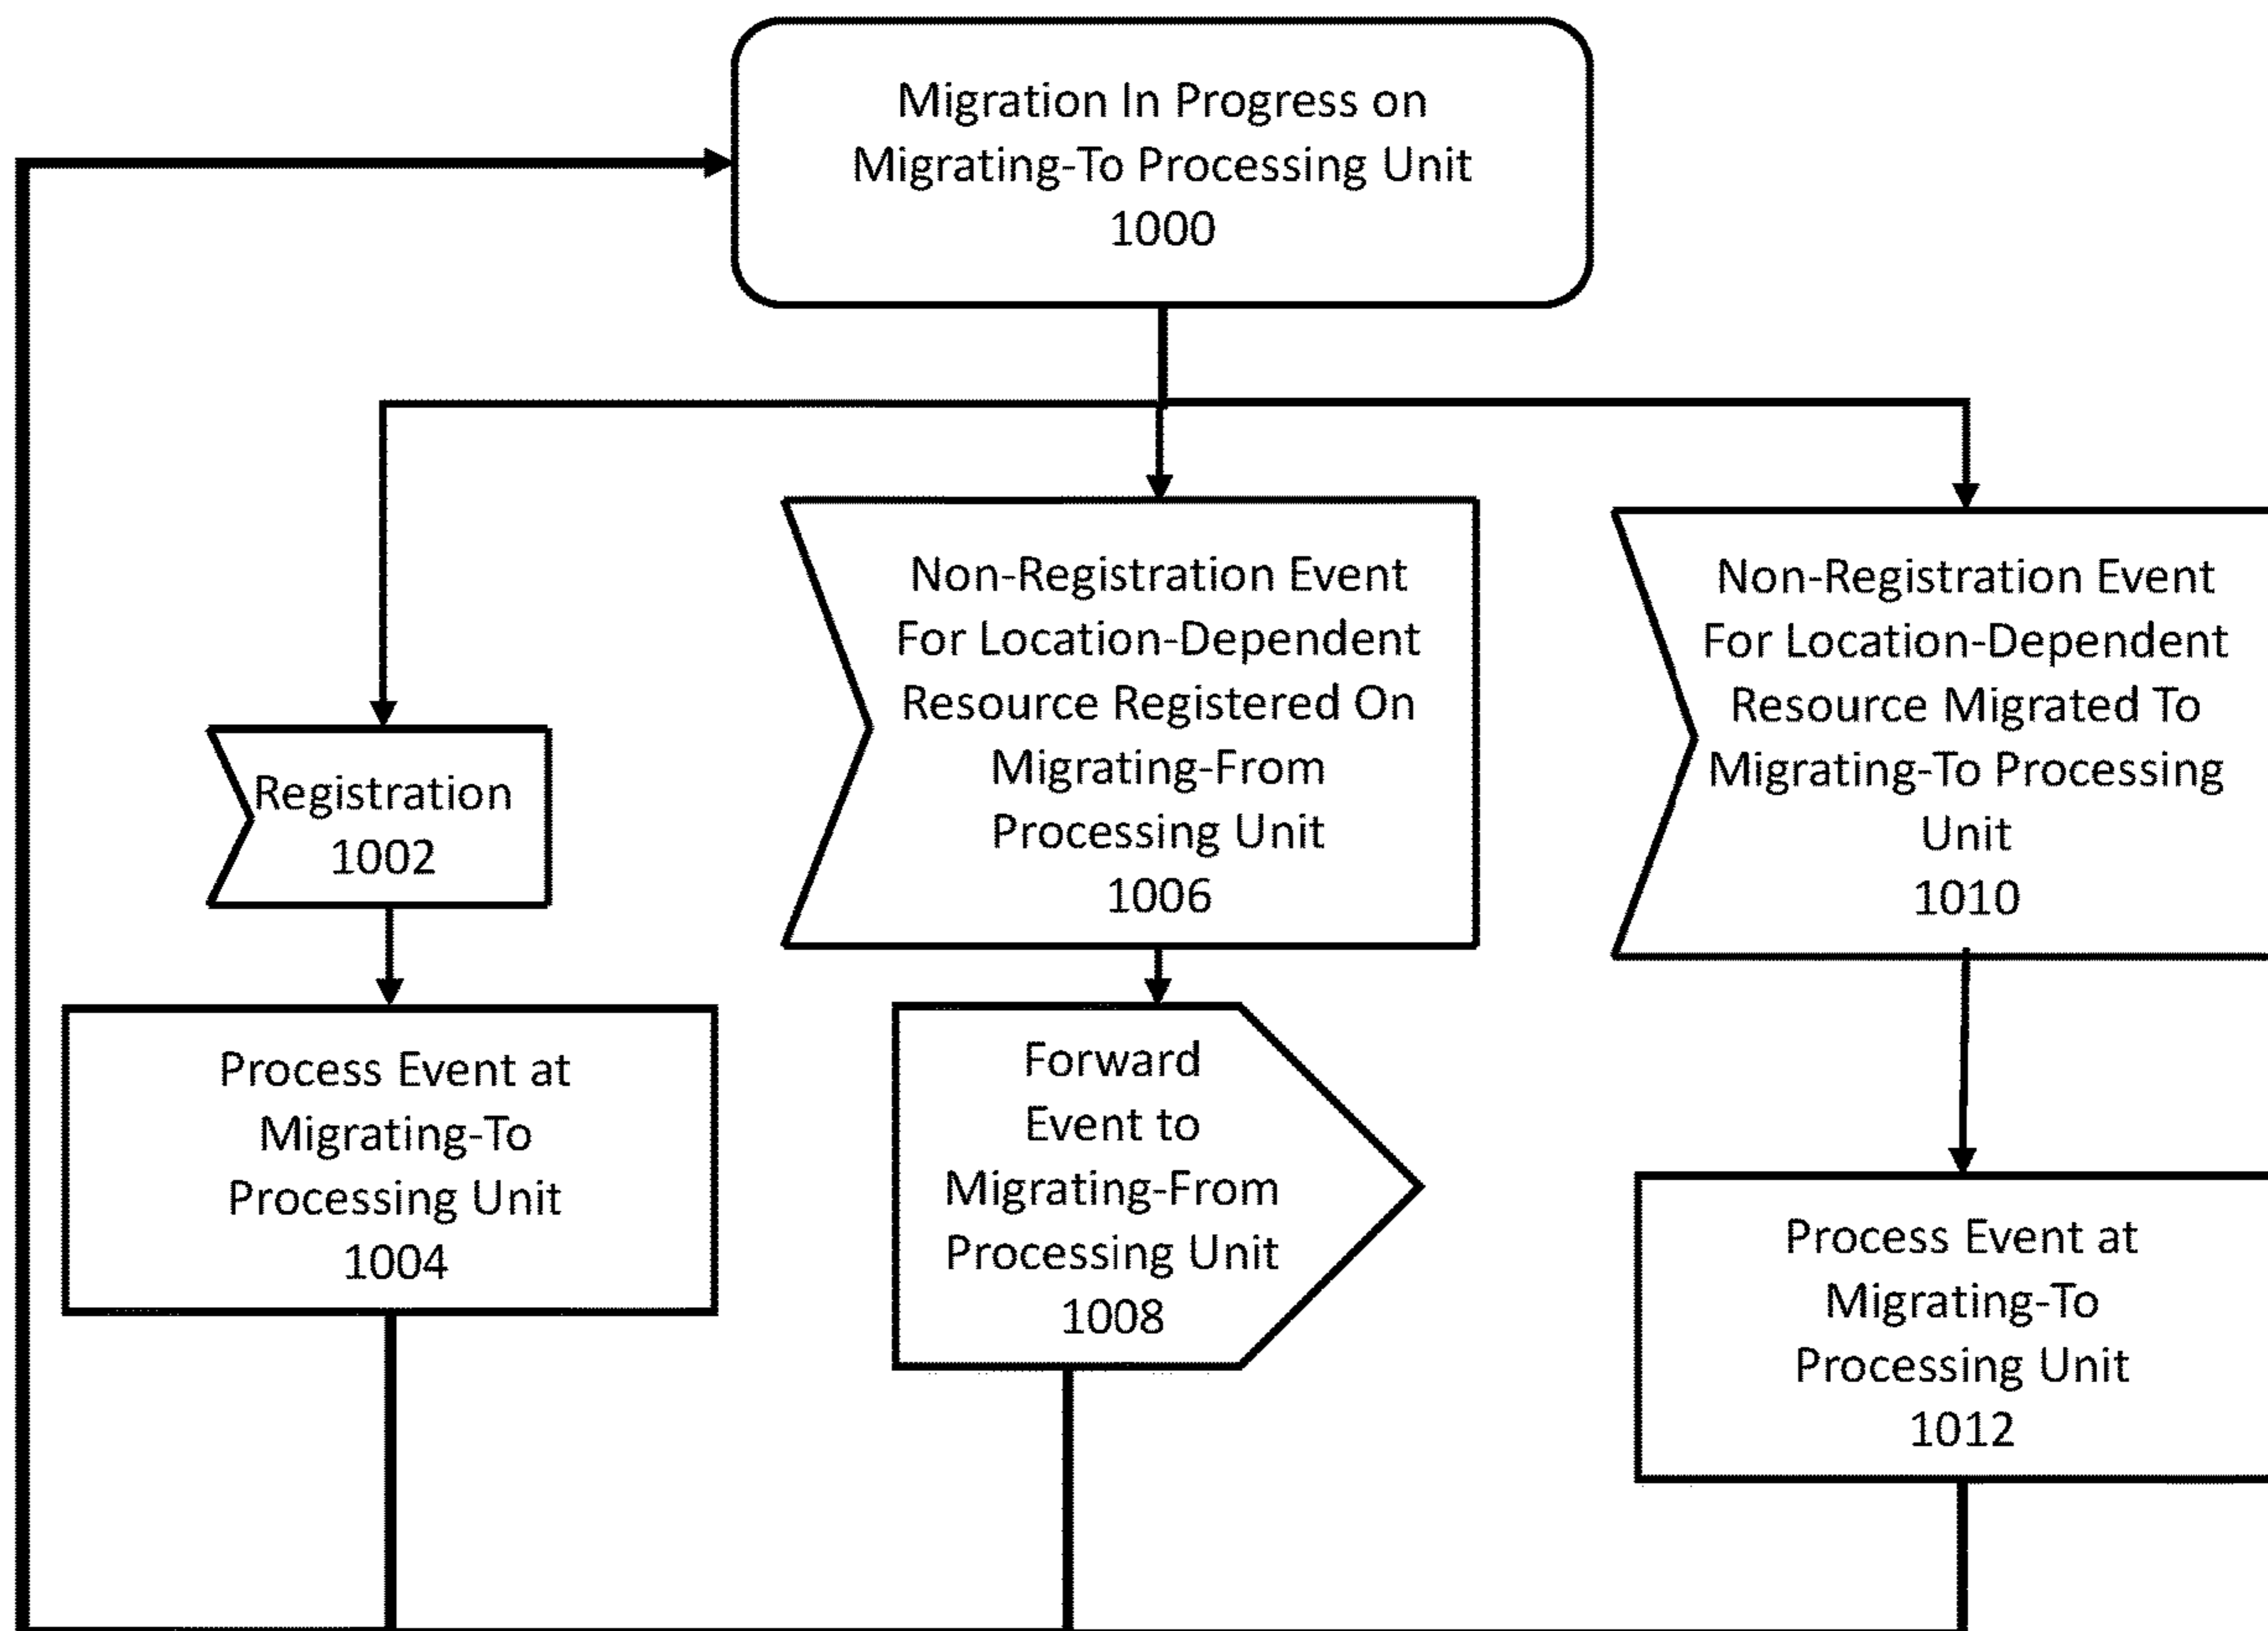 Migration In Progress on
Migrating-To Processing Unit
1000
Registration
1002
Process Event at
Migrating-To
Processing Unit
1004
Non-Registration Event
For Location-Dependent
Resource Registered On
Migrating-From
Processing Unit
1006
Forward
Event to
Migrating-From
Processing Unit
1008
Non-Registration Event
For Location-Dependent
Resource Migrated To
Migrating-To Processing
Unit
1010
Process Event at
Migrating-To
Processing Unit
1012